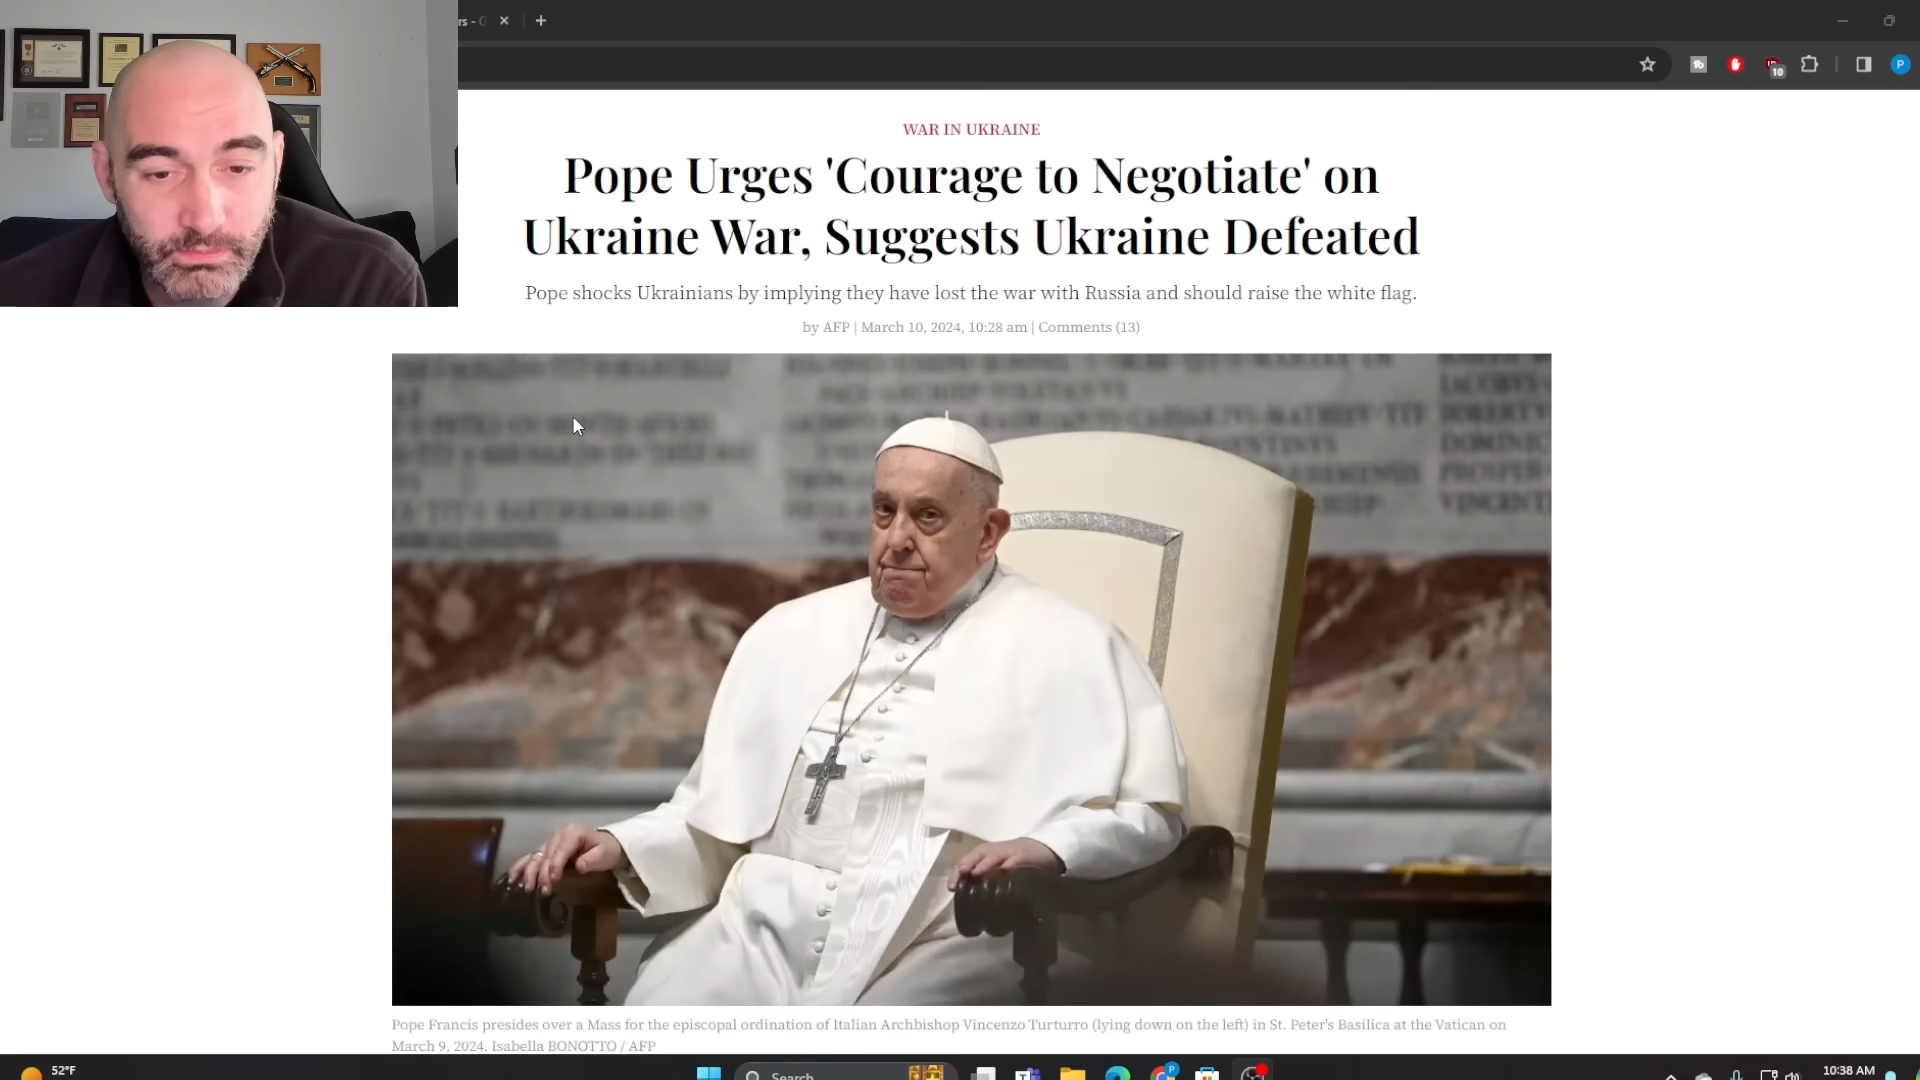 rs - G
10
P
WAR IN UKRAINE
Pope Urges 'Courage to Negotiate' on
Ukraine War, Suggests Ukraine Defeated
Pope shocks Ukrainians by implying they have lost the war with Russia and should raise the white flag.
by AFP | March 10, 2024, 10:28 am | Comments (13)
Pope Francis presides over a Mass for the episcopal ordination of Italian Archbishop Vincenzo Turturro (lying down on the left) in St. Peter's Basilica at the Vatican on
March 9, 2024. Isabella BONOTTO / AFP
52°F
Search
10:38 AM